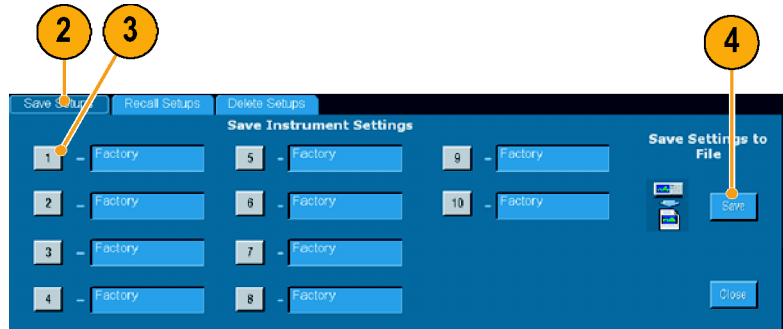 2 3 4
Save Setups Recall Setups Delete Setups
Save Instrument Settings
Save Settings to
File
1 - Factory 5 - Factory 9 - Factory
2 - Factory 6 - Factory 10 - Factory Save
3 - Factory 7 - Factory
4 - Factory 8 - Factory Close